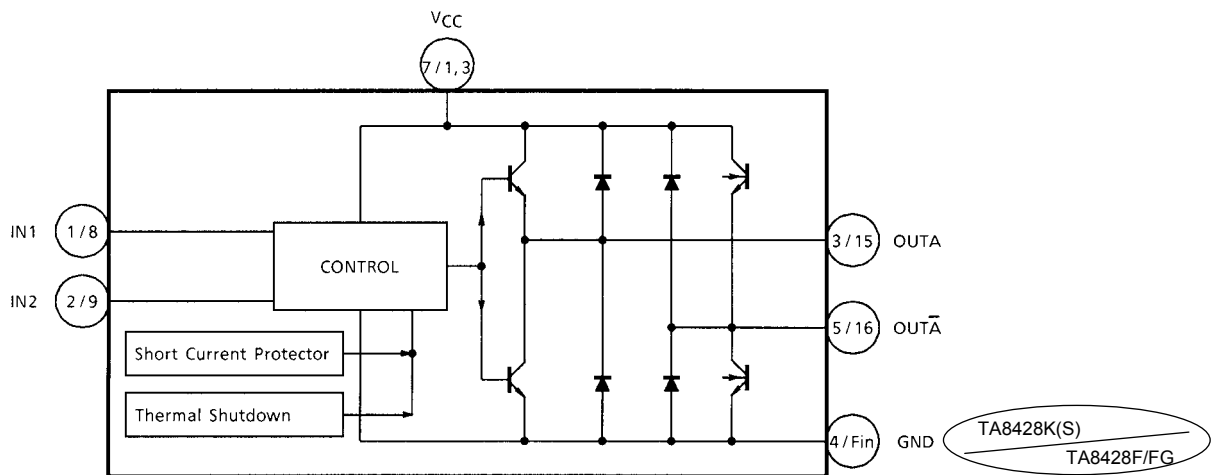 VCC
7/1, 3
IN1
1/8
3/15
OUTA
CONTROL
IN2
2/9
5/16
OUTA̅
Short Current Protector
Thermal Shutdown
4/Fin
GND
TA8428K(S)
TA8428F/FG